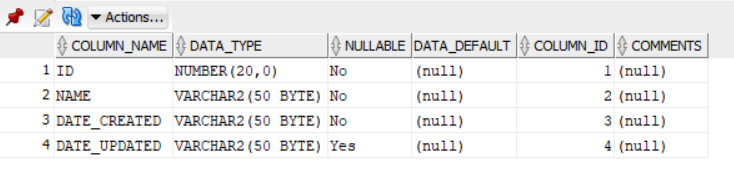 Actions...
COLUMN_NAME DATA_TYPE NULLABLE DATA_DEFAULT COLUMN_ID COMMENTS
1 ID NUMBER(20,0) No (null) 1 (null)
2 NAME VARCHAR2(50 BYTE) No (null) 2 (null)
3 DATE_CREATED VARCHAR2(50 BYTE) No (null) 3 (null)
4 DATE_UPDATED VARCHAR2(50 BYTE) Yes (null) 4 (null)